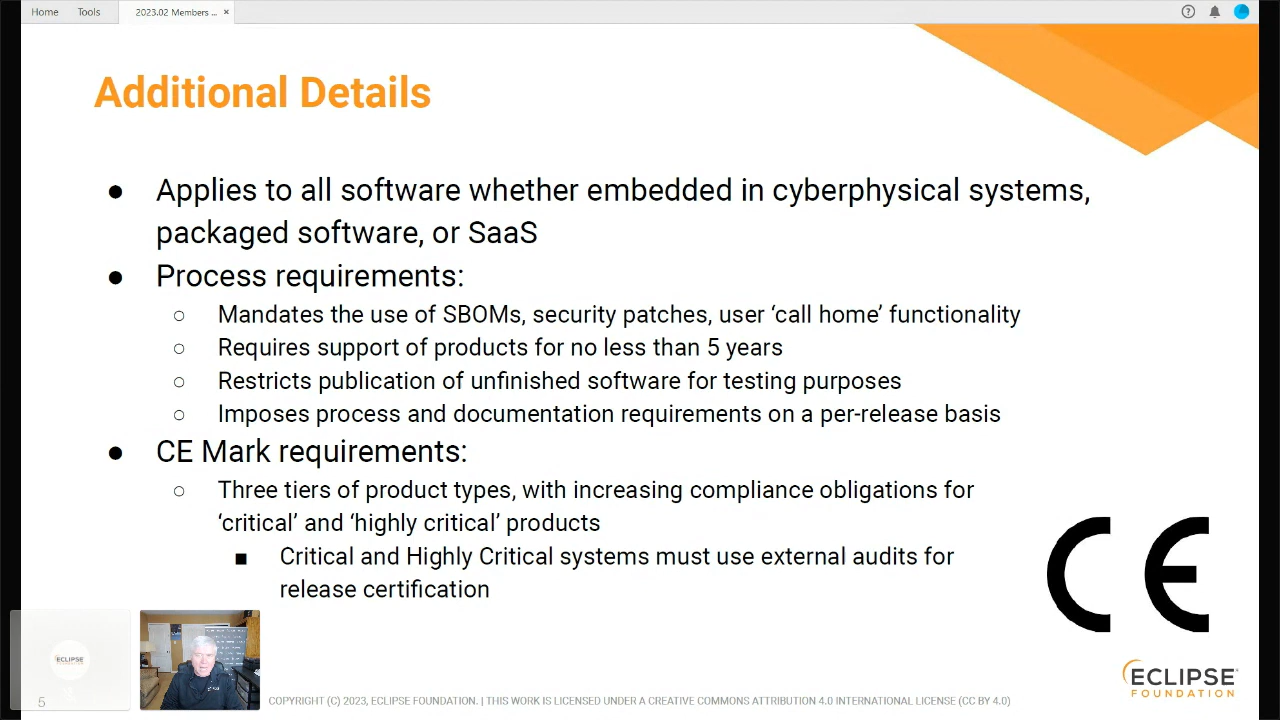 Home Tools 2023.02 Members ... ×
Additional Details
● Applies to all software whether embedded in cyberphysical systems,
packaged software, or SaaS
● Process requirements:
○ Mandates the use of SBOMs, security patches, user ‘call home’ functionality
○ Requires support of products for no less than 5 years
○ Restricts publication of unfinished software for testing purposes
○ Imposes process and documentation requirements on a per-release basis
● CE Mark requirements:
○ Three tiers of product types, with increasing compliance obligations for
‘critical’ and ‘highly critical’ products
■ Critical and Highly Critical systems must use external audits for
release certification
CE
ECLIPSE
FOUNDATION
5
COPYRIGHT (C) 2023, ECLIPSE FOUNDATION. | THIS WORK IS LICENSED UNDER A CREATIVE COMMONS ATTRIBUTION 4.0 INTERNATIONAL LICENSE (CC BY 4.0)
ECLIPSE
FOUNDATION